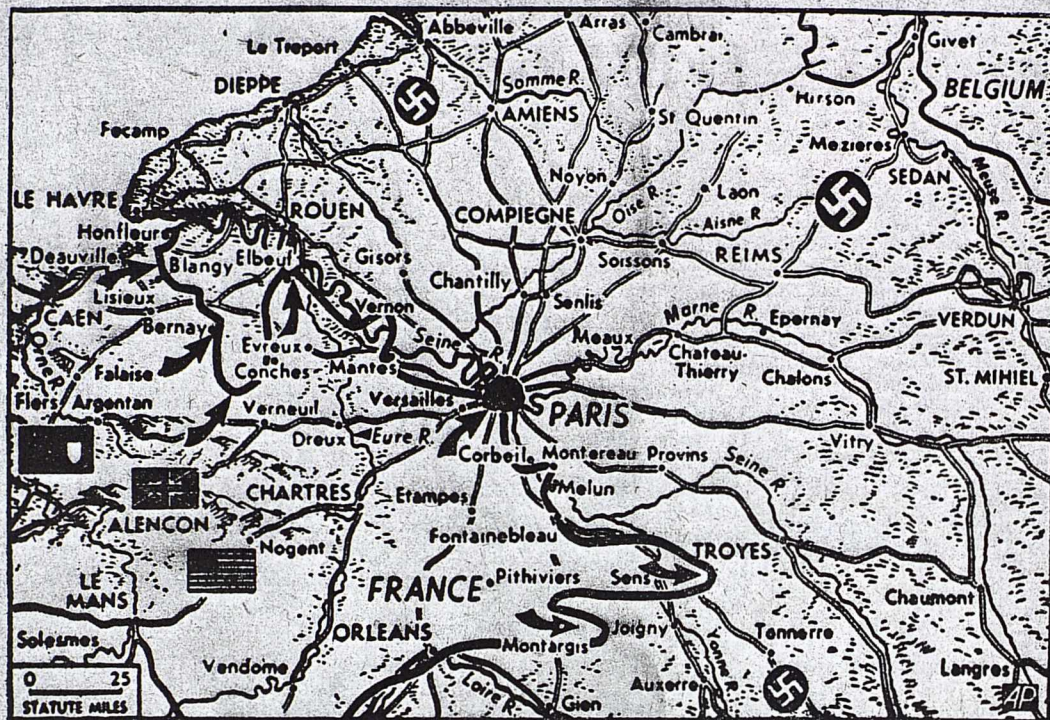 Abbeville
Arras
Cambrai
Givet
Le Treport
BELGIUM
DIEPPE
Somme R.
Hirson
AMIENS
St Quentin
Fecamp
Mezieres
SEDAN
Noyon
Laon
Meuse R.
LE HAVRE
ROUEN
COMPIEGNE
Oise R.
Aisne R
Honfleur
Deauville
Blangy
Elbeuf
Gisors
Soissons
REIMS
Chantilly
Lisieux
Vernon
Senlis
CAEN
Bernay
Seine R
Marne R.
Epernay
VERDUN
Orne R
Evreux
Meaux
Falaise
Conches
Mantes
Chateau-
Thierry
Chalons
ST. MIHIEL
Flers
Argentan
Verneuil
Versailles
PARIS
Dreux
Eure R.
Vitry
Corbeil
Montereau
Provins
Seine R
Melun
CHARTRES
Etampes
ALENCON
Fontainebleau
Nogent
TROYES
LE
MANS
FRANCE
Pithiviers
Sens
Chaumont
Solesmes
ORLEANS
Joigny
Tonnerre
Montargis
Yonne R
Vendome
Langres
0 25
STATUTE MILES
Loire R.
Auxerre
Gien
AP